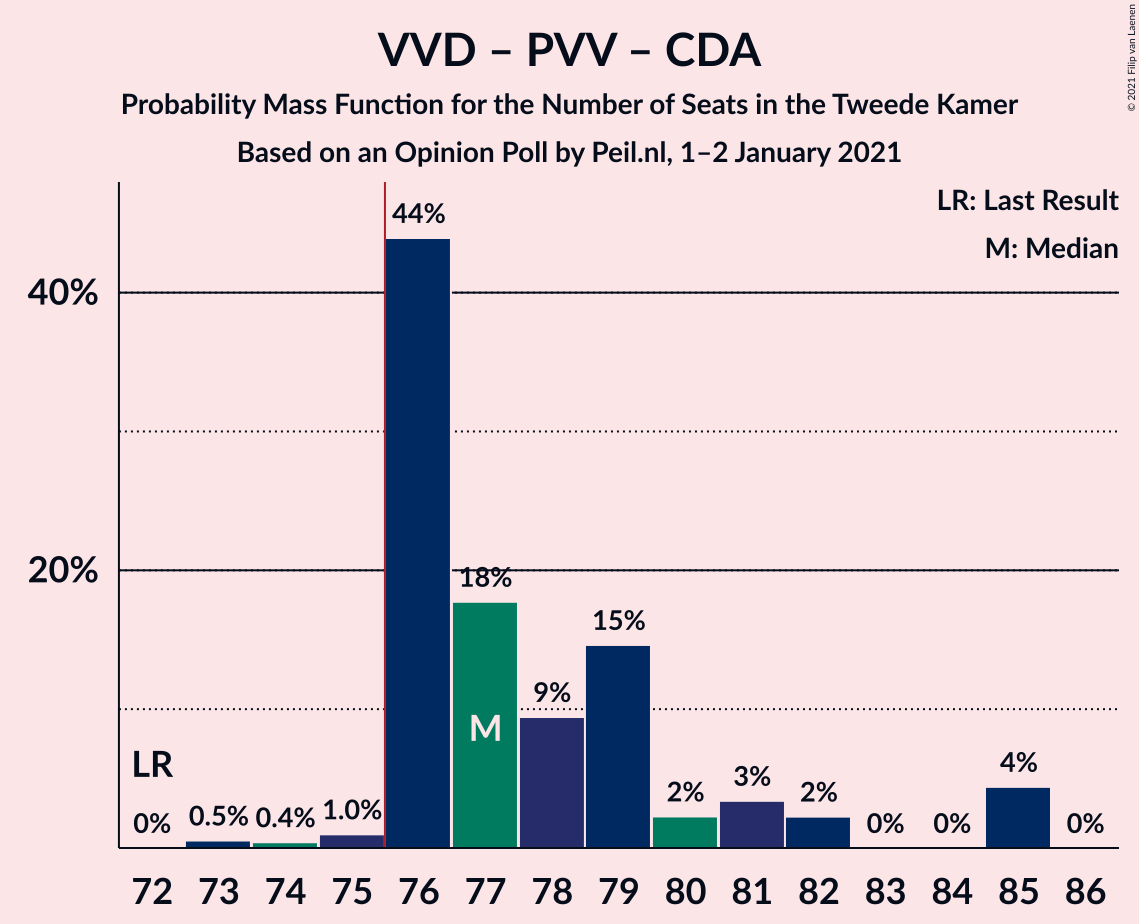 VVD – PVV – CDA
Probability Mass Function for the Number of Seats in the Tweede Kamer
Based on an Opinion Poll by Peil.nl, 1–2 January 2021
© 2021 Filip van Laenen
LR: Last Result
M: Median
40%
20%
LR
0%
0.5%
0.4%
1.0%
44%
18%
M
9%
15%
2%
3%
2%
0%
0%
4%
0%
72 73 74 75 76 77 78 79 80 81 82 83 84 85 86